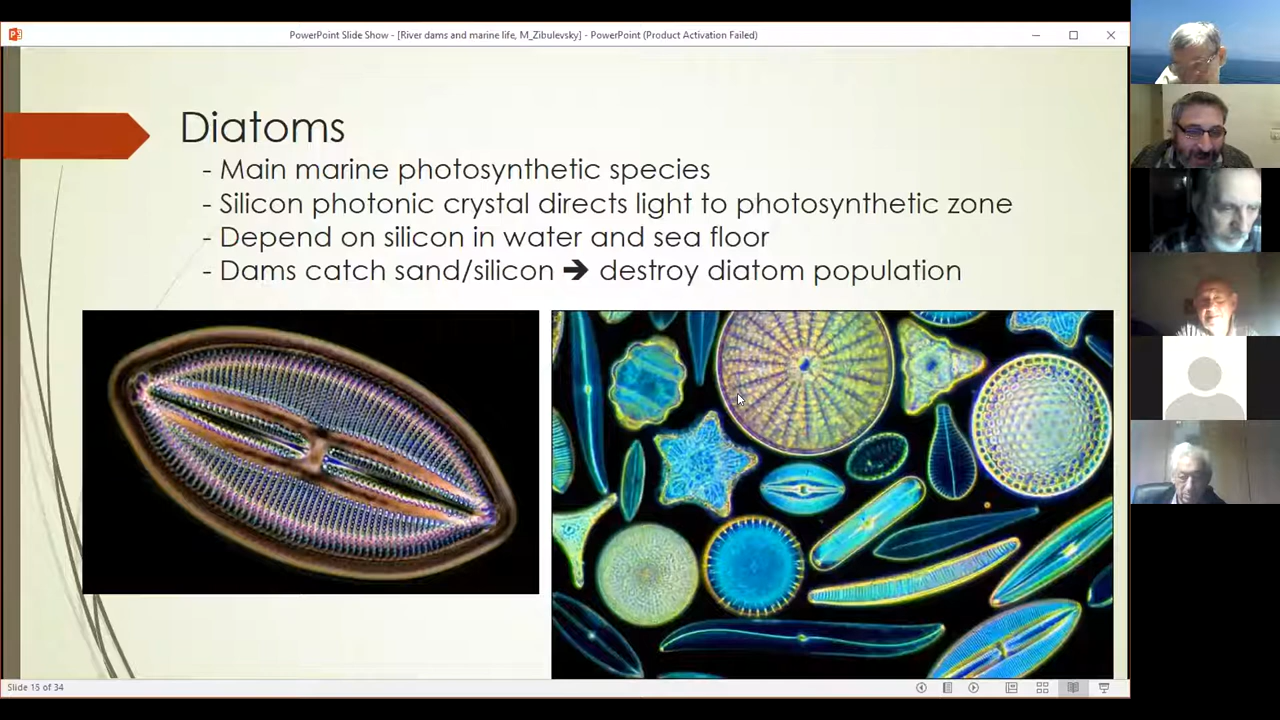 PowerPoint Slide Show - [River dams and marine life, M_Zibulevsky] - PowerPoint (Product Activation Failed)
Diatoms
- Main marine photosynthetic species
- Silicon photonic crystal directs light to photosynthetic zone
- Depend on silicon in water and sea floor
- Dams catch sand/silicon ➔ destroy diatom population
Slide 15 of 34